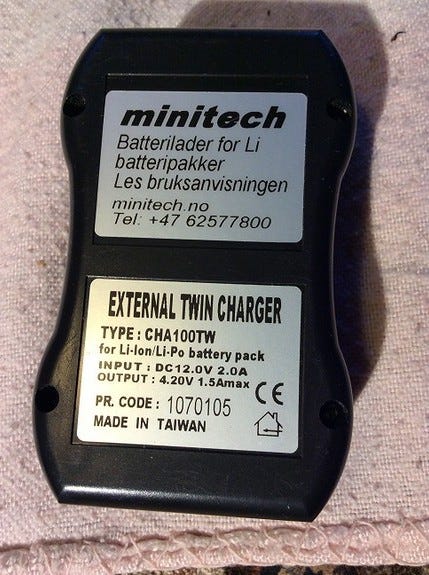 minitech
Batterilader for Li
batteripakker
Les bruksanvisningen
minitech.no
Tel: +47 62577800
EXTERNAL TWIN CHARGER
TYPE : CHA100TW
for Li-Ion/Li-Po battery pack
INPUT : DC12.0V 2.0A
OUTPUT : 4.20V 1.5Amax
CE
PR. CODE : 1070105
MADE IN TAIWAN